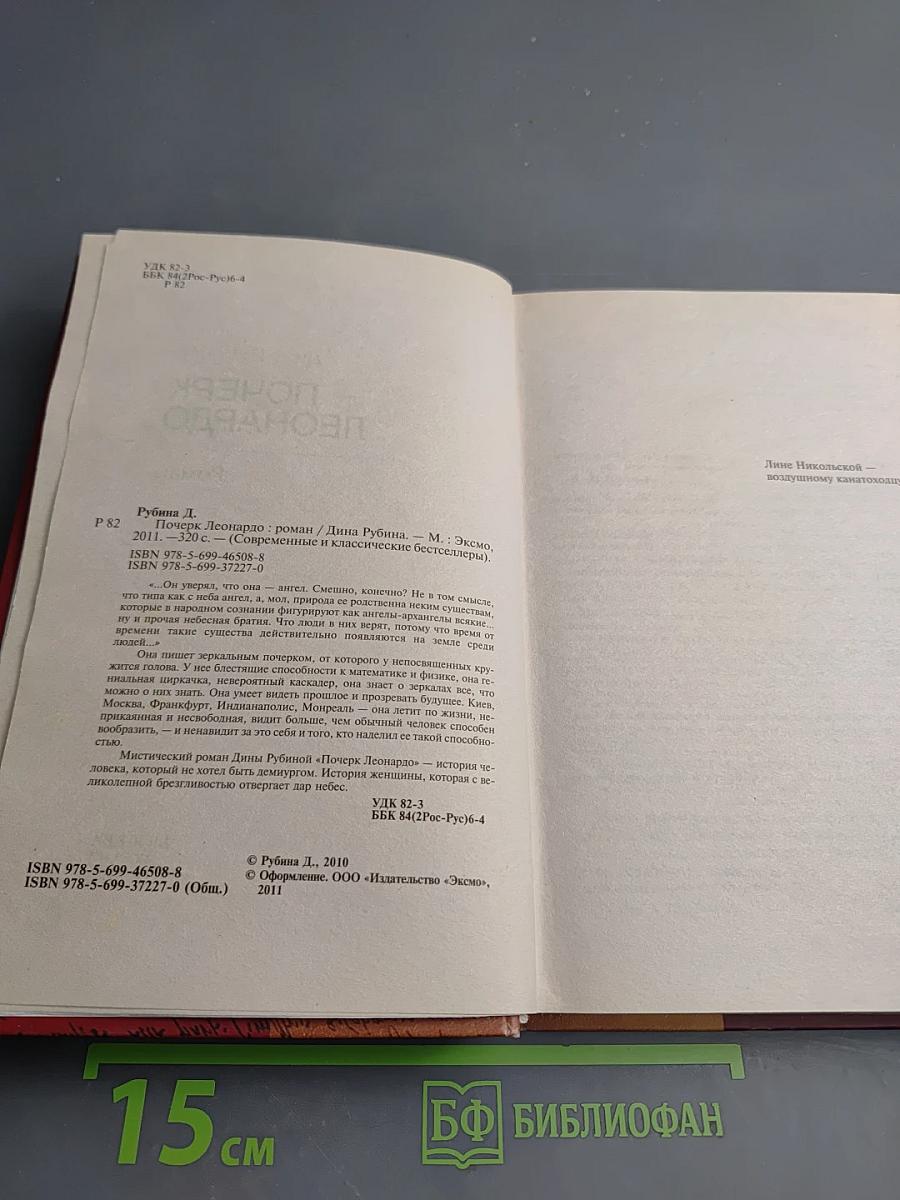 УДК 82-3
ББК 84(2Рос-Рус)6-4
Р 82
ПОЧЕРК
ЛЕОНАРДО
Рубина Д.
Р 82 Почерк Леонардо : роман / Дина Рубина. — М. : Эксмо,
2011. —320 с. — (Современные и классические бестселлеры).
ISBN 978-5-699-46508-8
ISBN 978-5-699-37227-0
«...Он уверял, что она — ангел. Смешно, конечно? Не в том смысле,
что типа как с неба ангел, а, мол, природа ее родственна неким существам,
которые в народном сознании фигурируют как ангелы-архангелы всякие...
ну и прочая небесная братия. Что люди в них верят, потому что время от
времени такие существа действительно появляются на земле среди
людей...»
Она пишет зеркальным почерком, от которого у непосвященных кру-
жится голова. У нее блестящие способности к математике и физике, она ге-
ниальная циркачка, невероятный каскадер, она знает о зеркалах все, что
можно о них знать. Она умеет видеть прошлое и прозревать будущее. Киев,
Москва, Франкфурт, Индианаполис, Монреаль — она летит по жизни, не-
прикаянная и несвободная, видит больше, чем обычный человек способен
вообразить, — и ненавидит за это себя и того, кто наделил ее такой способно-
стью.
Мистический роман Дины Рубиной «Почерк Леонардо» — история че-
ловека, который не хотел быть демиургом. История женщины, которая с ве-
ликолепной брезгливостью отвергает дар небес.
УДК 82-3
ББК 84(2Рос-Рус)6-4
ISBN 978-5-699-46508-8
ISBN 978-5-699-37227-0 (Общ.)
© Рубина Д., 2010
© Оформление. ООО «Издательство «Эксмо»,
2011
Лине Никольской —
воздушному канатоходцу
15 см
БФ БИБЛИОФАН